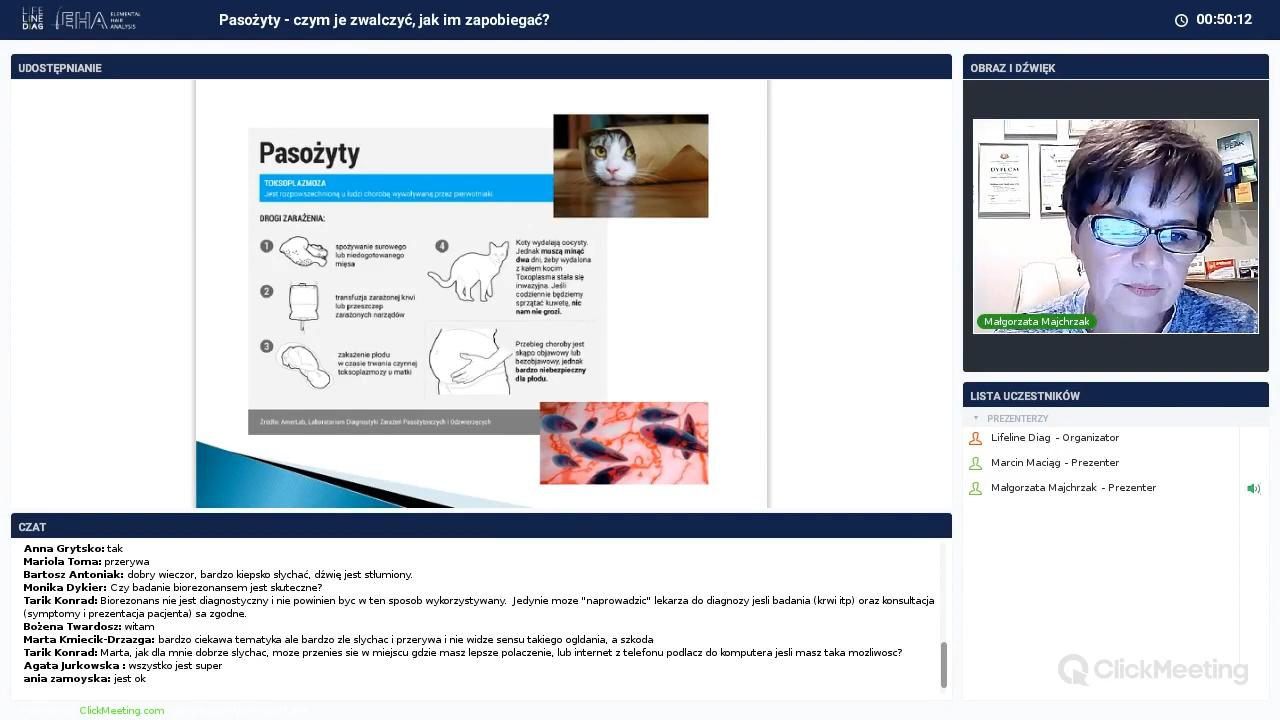 LIFE
LINE
DIAG
EHA
ELEMENTAL
HAIR
ANALYSIS
Pasożyty - czym je zwalczyć, jak im zapobiegać?
00:50:12
UDOSTĘPNIANIE
Pasożyty
TOKSOPLAZMOZA
Jest rozpowszechnioną u ludzi chorobą wywoływaną przez pierwotniaki.
DROGI ZARAŻENIA:
1
spożywanie surowego
lub niedogotowanego
mięsa
2
transfuzja zarażonej krwi
lub przeszczep
zarażonych narządów
3
zakażenie płodu
w czasie trwania czynnej
toksoplazmozy u matki
4
Koty wydalają oocysty.
Jednak muszą minąć
dwa dni, żeby wydalona
z kałem kocim
Toxoplasma stała się
inwazyjna. Jeśli
codziennie będziemy
sprzątać kuwetę, nic
nam nie grozi.
Przebieg choroby jest
skąpo objawowy lub
bezobjawowy, jednak
bardzo niebezpieczny
dla płodu.
Źródło: AmerLab, Laboratorium Diagnostyki Zarażeń Pasożytniczych i Odzwierzęcych
OBRAZ I DŹWIĘK
DYPLOM
PEAK
Małgorzata Majchrzak
LISTA UCZESTNIKÓW
PREZENTERZY
Lifeline Diag - Organizator
Marcin Maciąg - Prezenter
Małgorzata Majchrzak - Prezenter
CZAT
Anna Grytsko: tak
Mariola Toma: przerywa
Bartosz Antoniak: dobry wieczor, bardzo kiepsko słychać, dźwię jest stłumiony.
Monika Dykier: Czy badanie biorezonansem jest skuteczne?
Tarik Konrad: Biorezonans nie jest diagnostyczny i nie powinien byc w ten sposob wykorzystywany. Jedynie moze "naprowadzic" lekarza do diagnozy jesli badania (krwi itp) oraz konsultacja
(symptomy i prezentacja pacjenta) sa zgodne.
Bożena Twardosz: witam
Marta Kmiecik-Drzazga: bardzo ciekawa tematyka ale bardzo zle slychac i przerywa i nie widze sensu takiego ogldania, a szkoda
Tarik Konrad: Marta, jak dla mnie dobrze slychac, moze przenies sie w miejscu gdzie masz lepsze polaczenie, lub internet z telefonu podlacz do komputera jesli masz taka mozliwosc?
Agata Jurkowska : wszystko jest super
ania zamoyska: jest ok
ClickMeeting
ClickMeeting.com